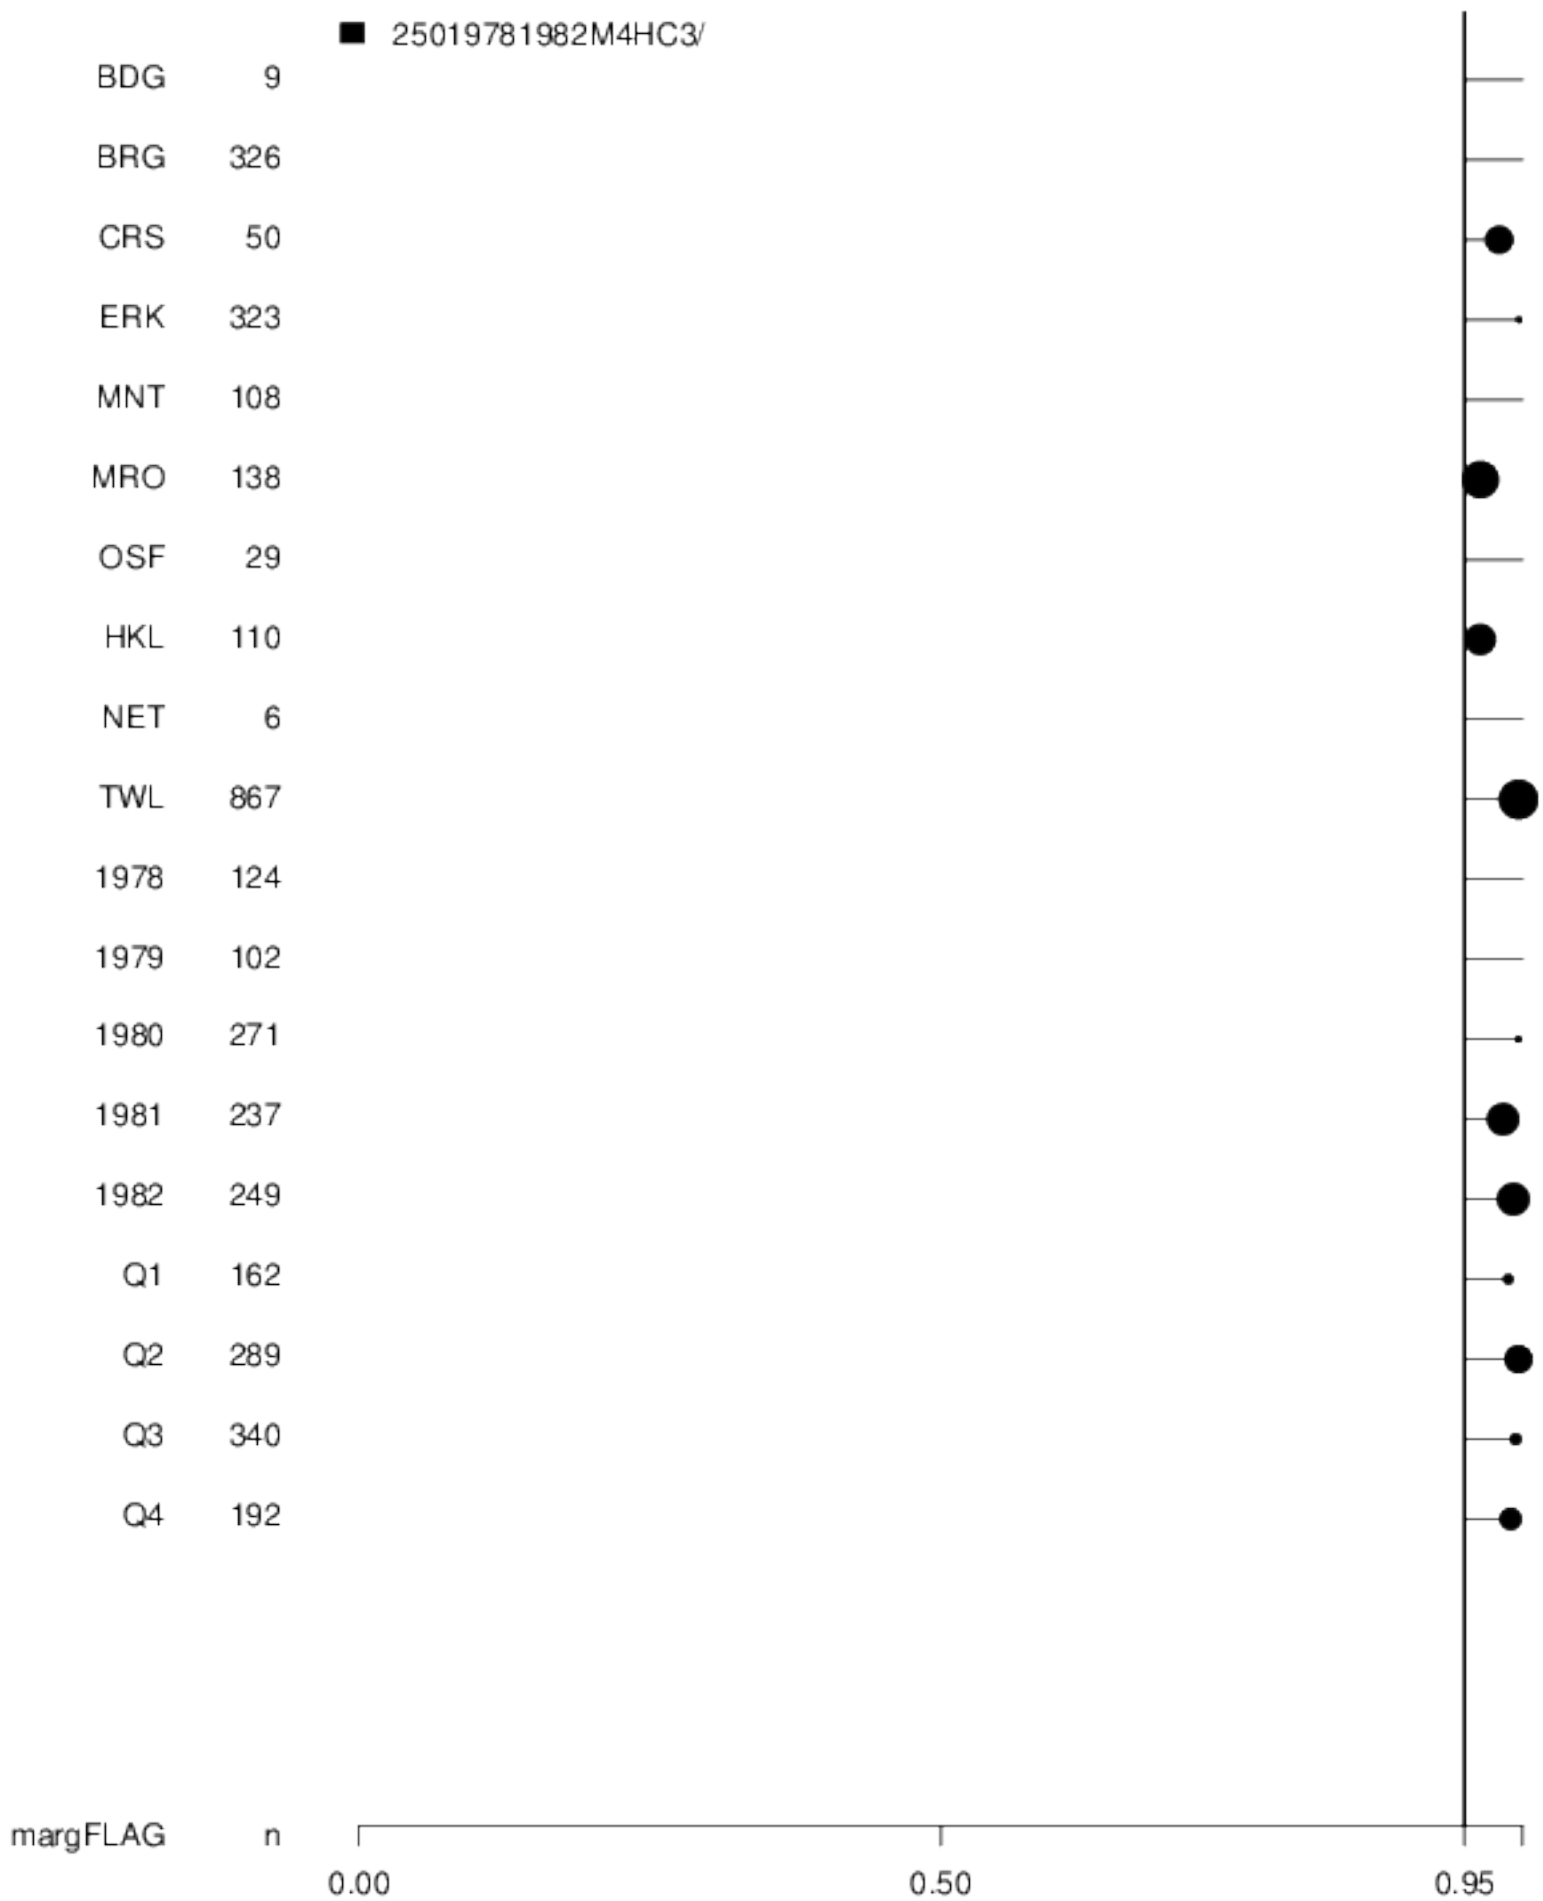 25019781982M4HC3/
BDG 9
BRG 326
CRS 50
ERK 323
MNT 108
MRO 138
OSF 29
HKL 110
NET 6
TWL 867
1978 124
1979 102
1980 271
1981 237
1982 249
Q1 162
Q2 289
Q3 340
Q4 192
margFLAG n
0.00 0.50 0.95